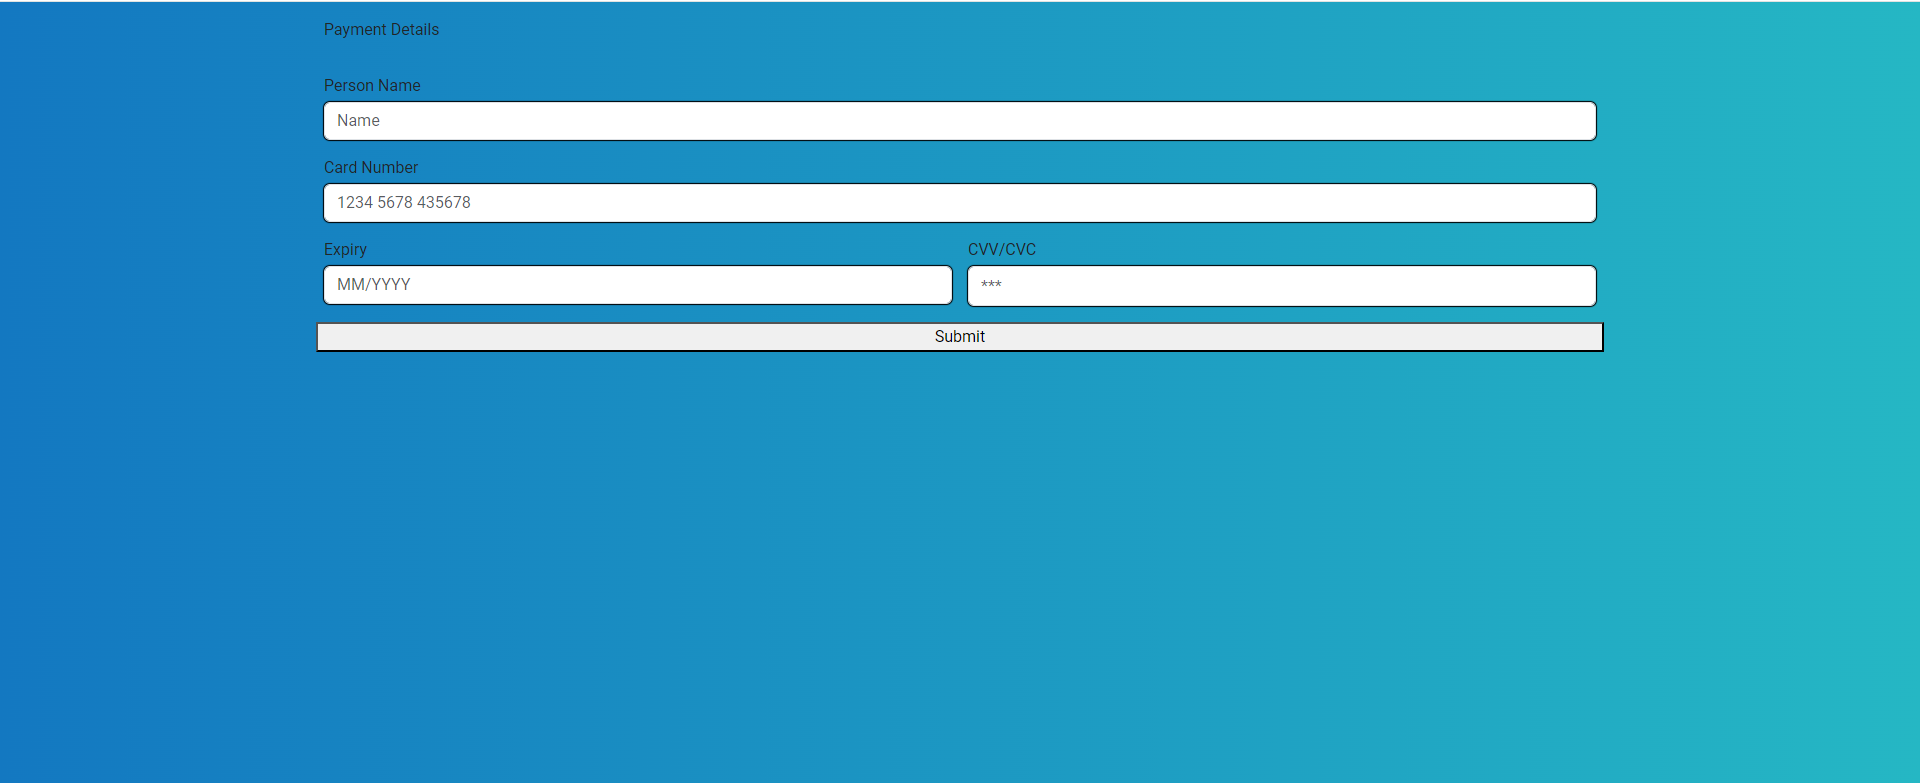 Payment Details
Person Name
Name
Card Number
1234 5678 435678
Expiry
CVV/CVC
MM/YYYY
***
Submit